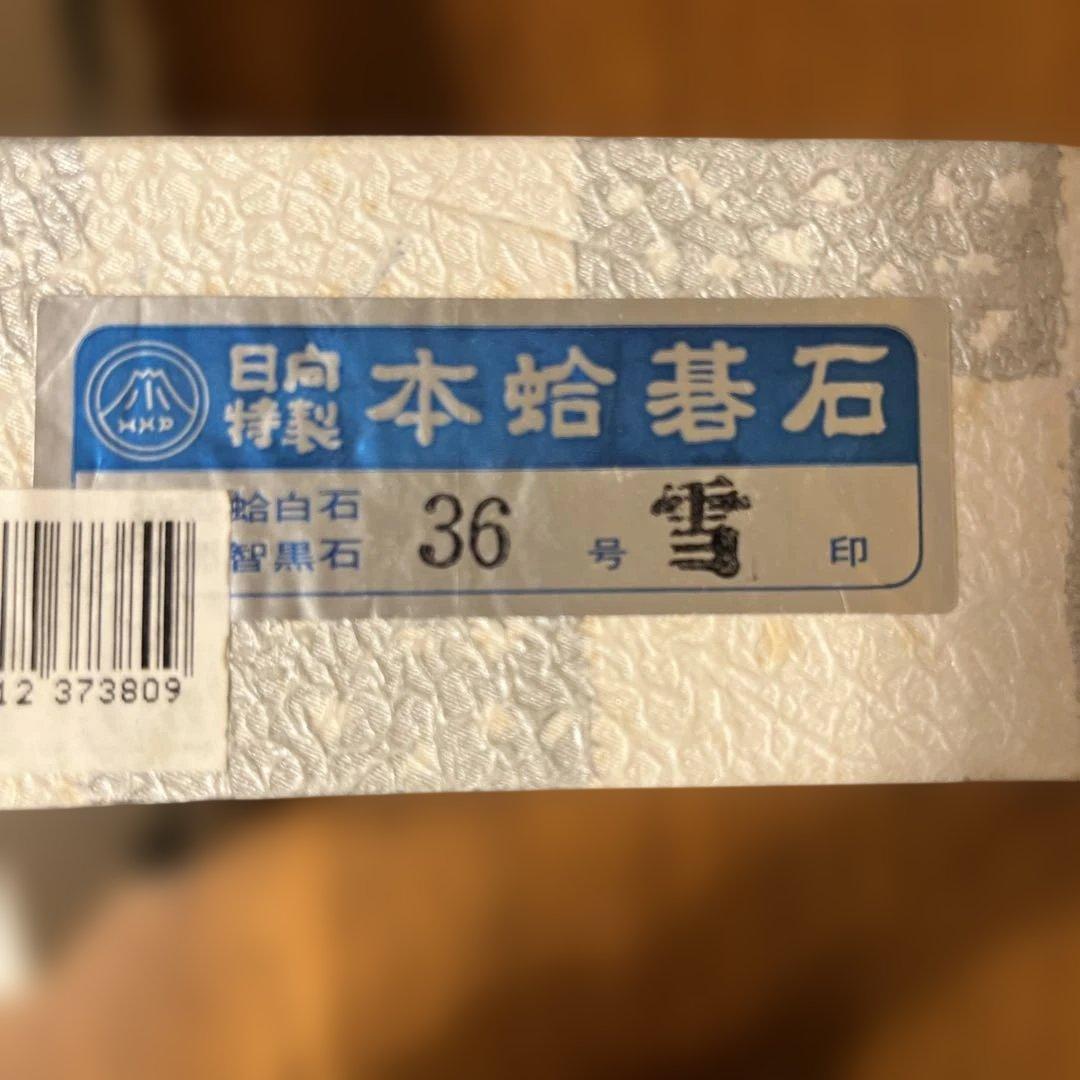 日向特製 本蛤碁石
蛤白石
智黒石
36 号 雪 印
12 373809